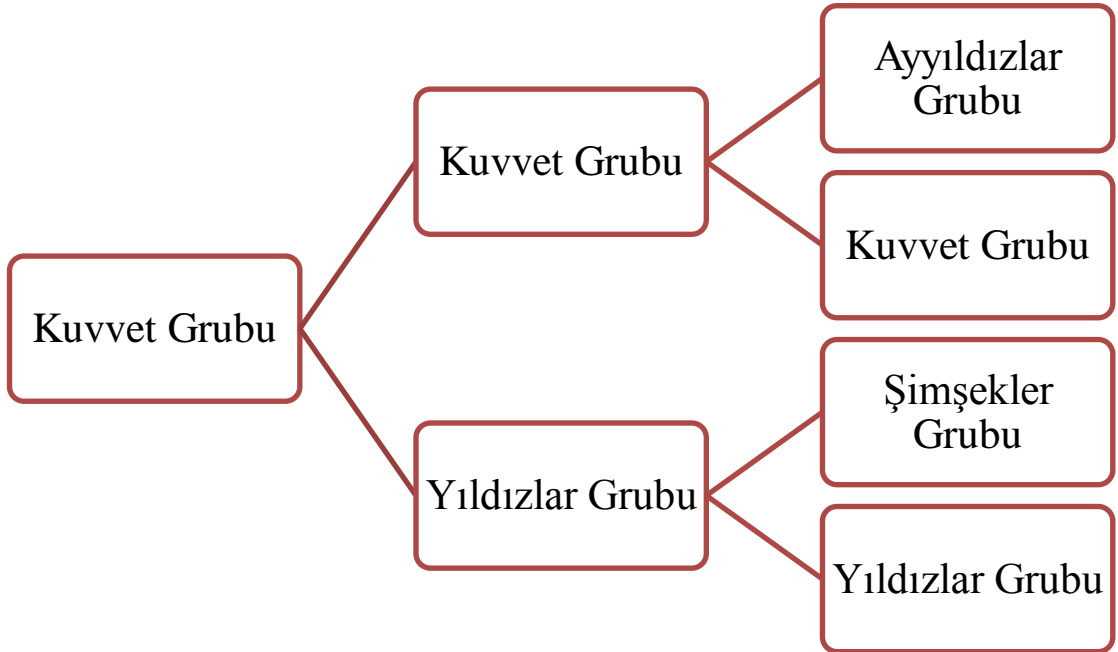 Kuvvet Grubu
Kuvvet Grubu
Ayyıldızlar
Grubu
Kuvvet Grubu
Yıldızlar Grubu
Şimşekler
Grubu
Yıldızlar Grubu